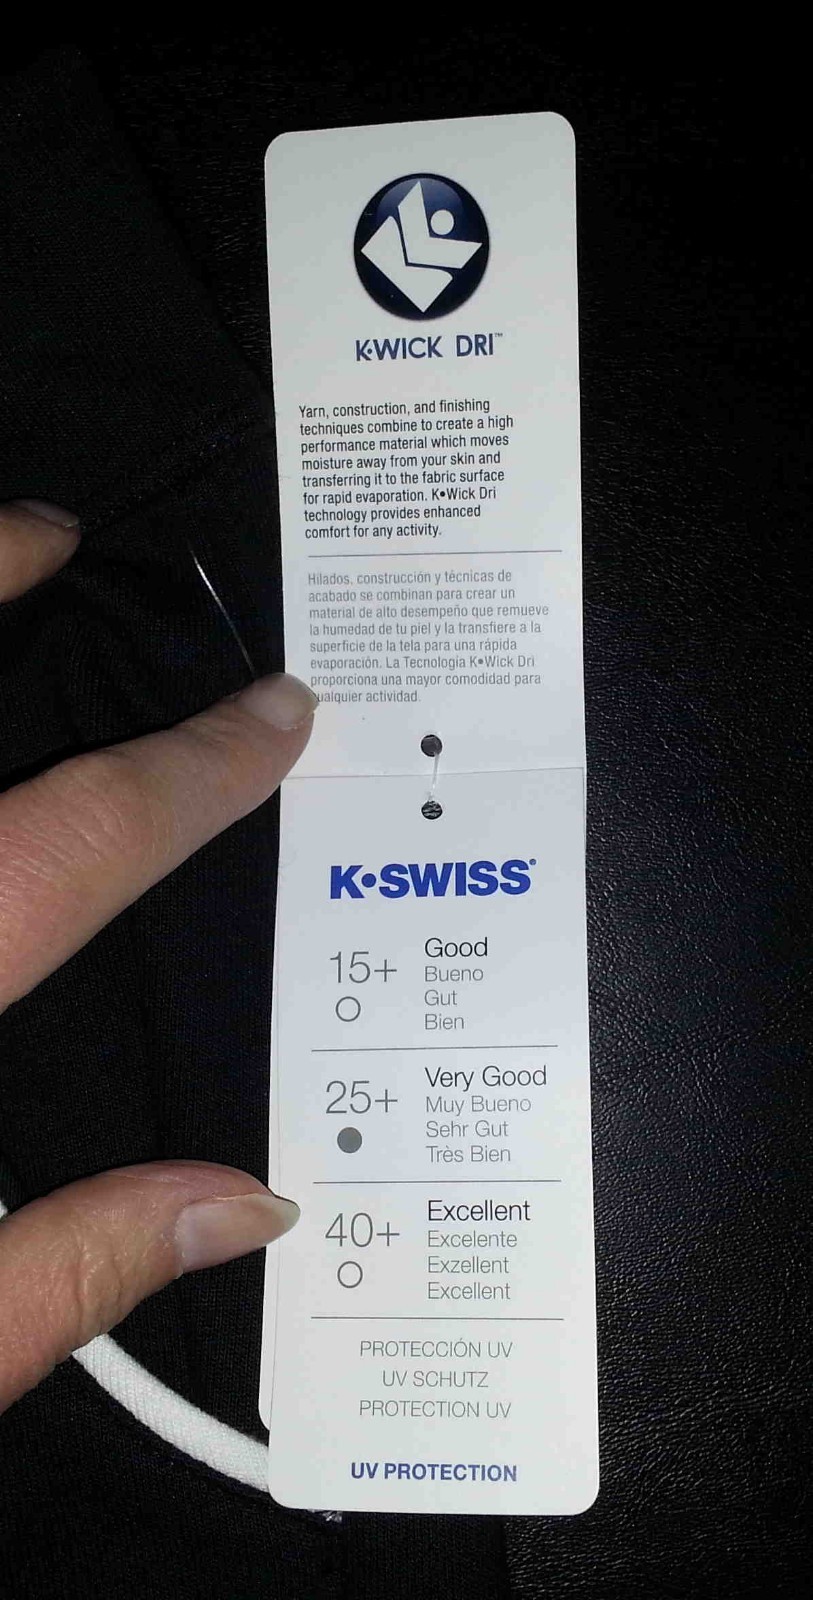 K•WICK DRI™
Yarn, construction, and finishing
techniques combine to create a high
performance material which moves
moisture away from your skin and
transferring it to the fabric surface
for rapid evaporation. K•Wick Dri
technology provides enhanced
comfort for any activity.
Hilados, construcción y técnicas de
acabado se combinan para crear un
material de alto desempeño que remueve
la humedad de tu piel y la transfiere a la
superficie de la tela para una rápida
evaporación. La Tecnología K•Wick Dri
proporciona una mayor comodidad para
ualquier actividad.
K•SWISS®
15+ Good
Bueno
Gut
Bien
25+ Very Good
Muy Bueno
Sehr Gut
Très Bien
40+ Excellent
Excelente
Exzellent
Excellent
PROTECCIÓN UV
UV SCHUTZ
PROTECTION UV
UV PROTECTION